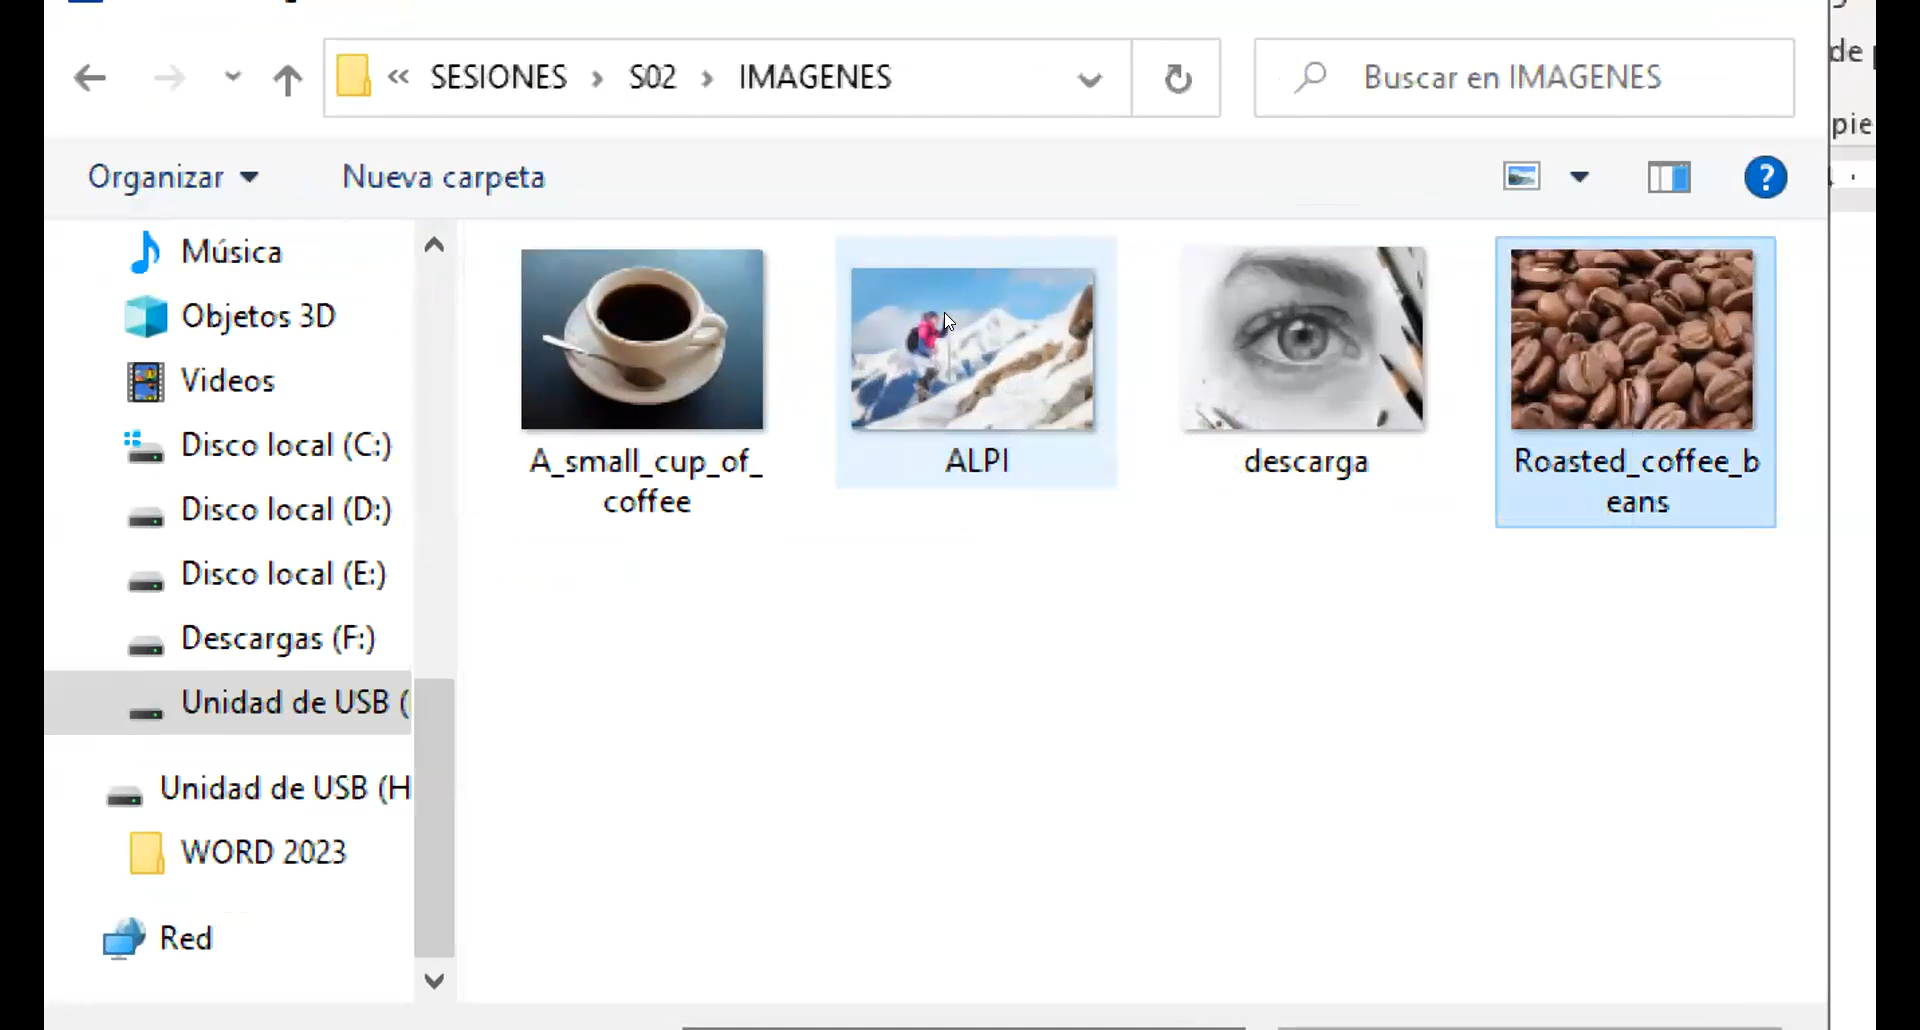 « SESIONES › S02 › IMAGENES
Buscar en IMAGENES
de
pie
Organizar
Nueva carpeta
?
Música
Objetos 3D
Videos
Disco local (C:)
Disco local (D:)
Disco local (E:)
Descargas (F:)
Unidad de USB (
Unidad de USB (H
WORD 2023
Red
A_small_cup_of_
coffee
ALPI
descarga
Roasted_coffee_b
eans